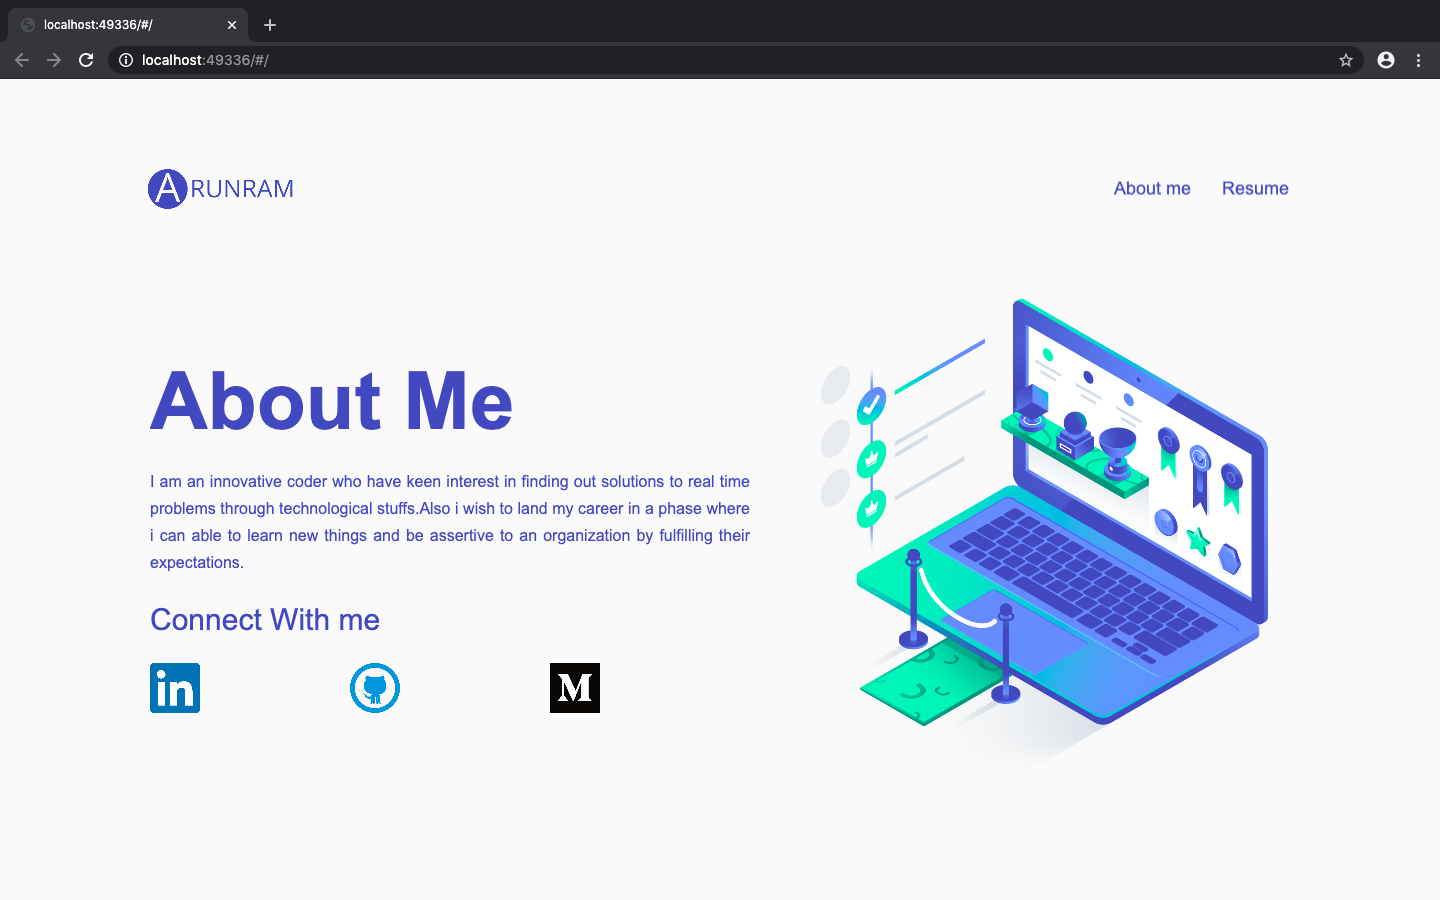 localhost:49336/#/
localhost:49336/#/
ARUNRAM
About me Resume
About Me
I am an innovative coder who have keen interest in finding out solutions to real time
problems through technological stuffs.Also i wish to land my career in a phase where
i can able to learn new things and be assertive to an organization by fulfilling their
expectations.
Connect With me
in
M